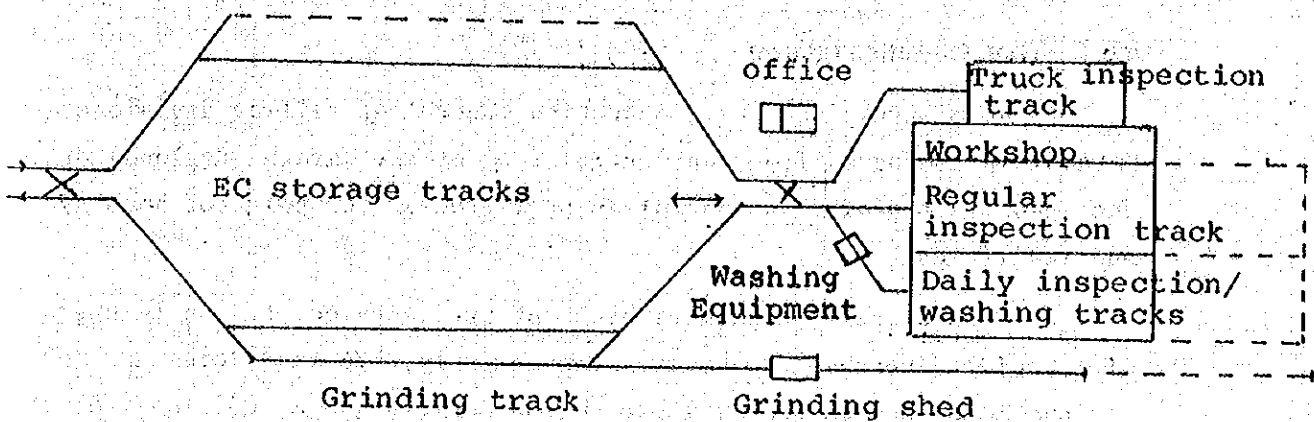 office
Truck inspection
track
Workshop
EC storage tracks
Regular
inspection track
Washing
Equipment
Daily inspection/
washing tracks
Grinding track
Grinding shed